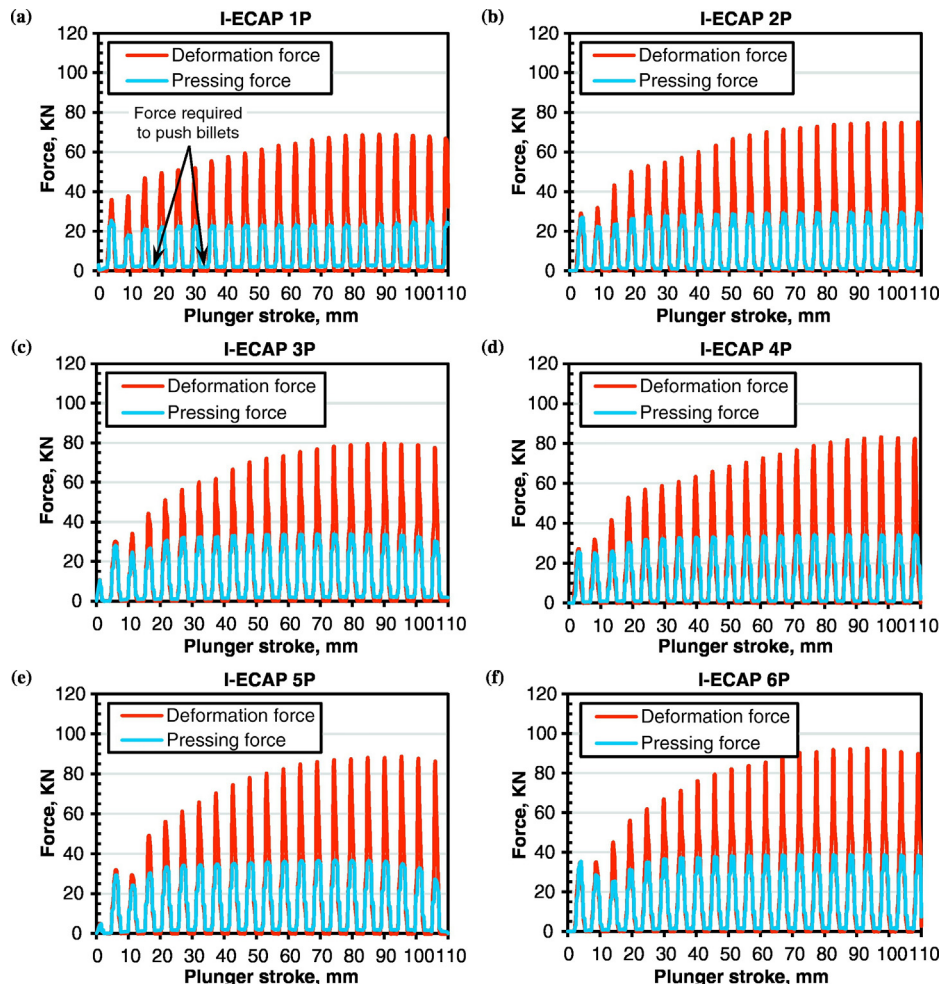 (a)
I-ECAP 1P
120
100
80
60
40
20
0
Force, KN
Deformation force
Pressing force
Force required
to push billets
0 10 20 30 40 50 60 70 80 90 100 110
Plunger stroke, mm
(b)
I-ECAP 2P
120
100
80
60
40
20
0
Force, KN
Deformation force
Pressing force
0 10 20 30 40 50 60 70 80 90 100 110
Plunger stroke, mm
(c)
I-ECAP 3P
120
100
80
60
40
20
0
Force, KN
Deformation force
Pressing force
0 10 20 30 40 50 60 70 80 90 100 110
Plunger stroke, mm
(d)
I-ECAP 4P
120
100
80
60
40
20
0
Force, KN
Deformation force
Pressing force
0 10 20 30 40 50 60 70 80 90 100 110
Plunger stroke, mm
(e)
I-ECAP 5P
120
100
80
60
40
20
0
Force, KN
Deformation force
Pressing force
0 10 20 30 40 50 60 70 80 90 100 110
Plunger stroke, mm
(f)
I-ECAP 6P
120
100
80
60
40
20
0
Force, KN
Deformation force
Pressing force
0 10 20 30 40 50 60 70 80 90 100 110
Plunger stroke, mm